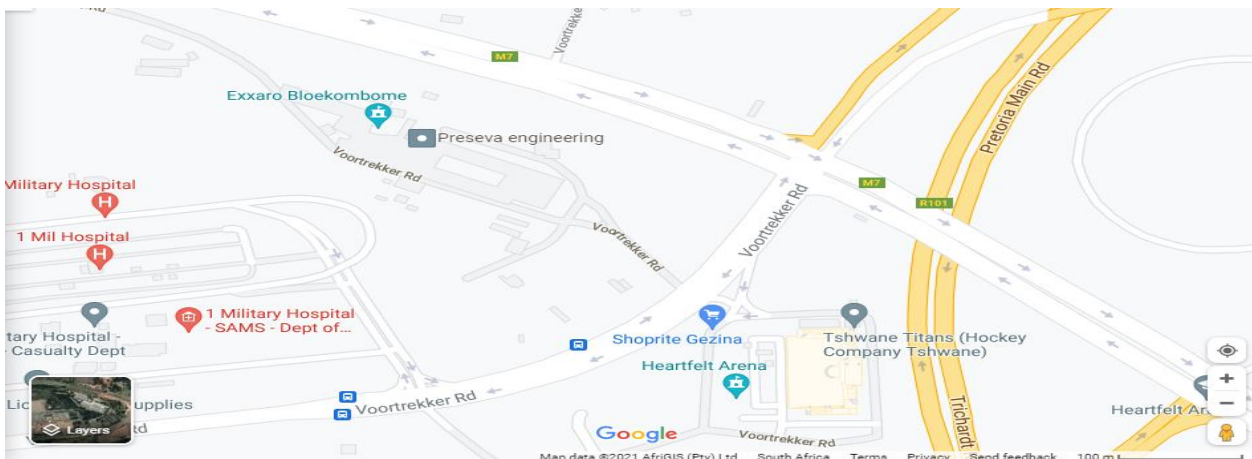 Rd
M7
Voortrekker
Exxaro Bloekombome
Preseva engineering
Pretoria Main Rd
Voortrekker Rd
Military Hospital
M7
R101
1 Mil Hospital
Voortrekker Rd
Voortrekker Rd
1 Military Hospital
- SAMS - Dept of...
tary Hospital -
Casualty Dept
Shoprite Gezina
Tshwane Titans (Hockey
Company Tshwane)
Heartfelt Arena
Voortrekker Rd
upplies
Layers
Trichardt
Heartfelt Ar
Google
Voortrekker Rd
Map data ©2021 AfriGIS (Pty) Ltd South Africa Terms Privacy Send feedback 100 m